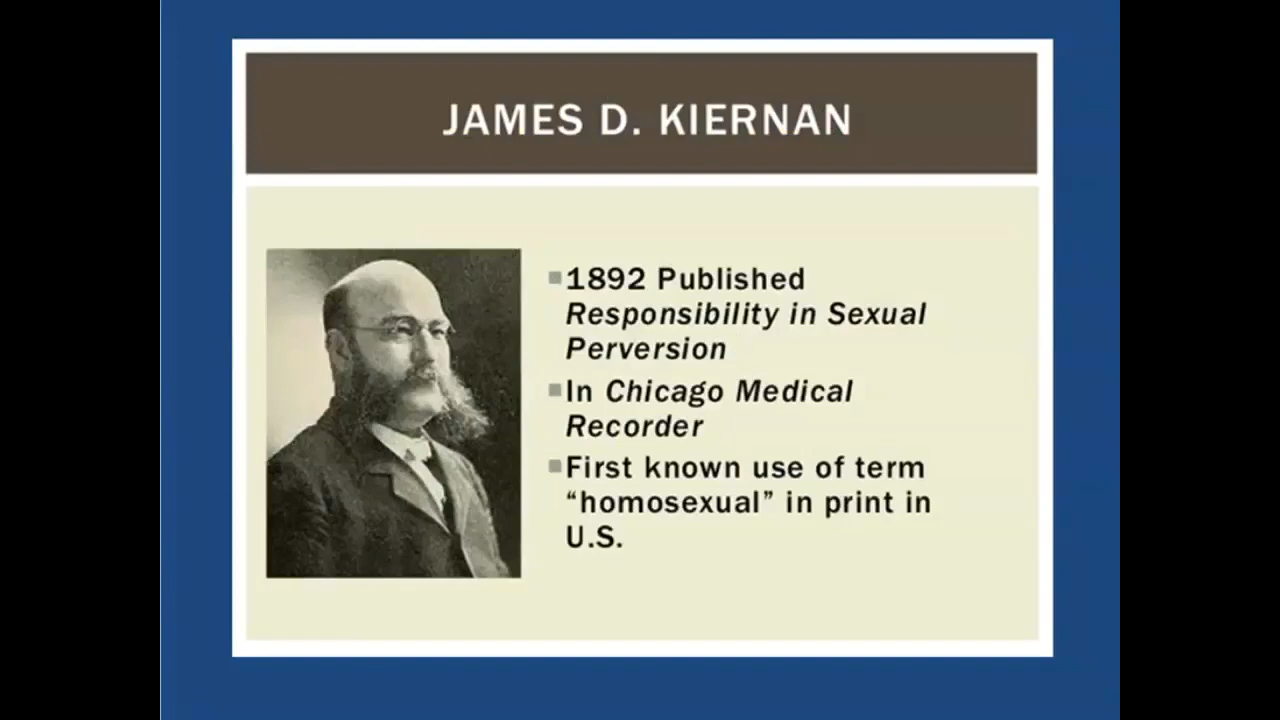 JAMES D. KIERNAN
1892 Published
Responsibility in Sexual
Perversion
In Chicago Medical
Recorder
First known use of term
“homosexual” in print in
U.S.